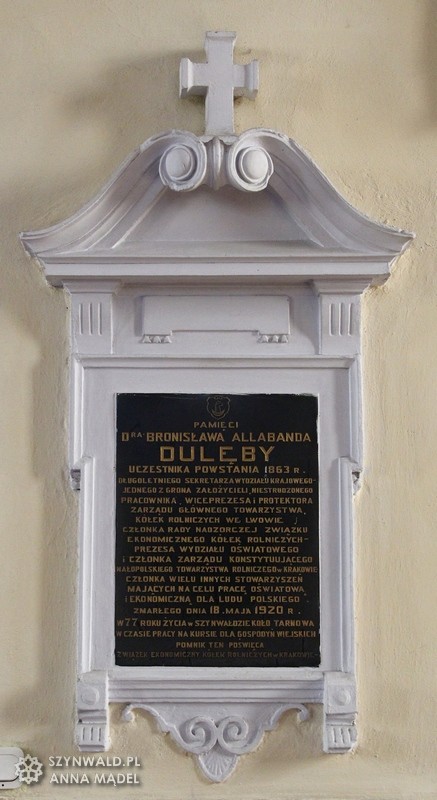 PAMIĘCI
DRA BRONISŁAWA ALLABANDA
DULĘBY
UCZESTNIKA POWSTANIA 1863 R.
DŁUGOLETNIEGO SEKRETARZA WYDZIAŁU KRAJOWEGO-
JEDNEGO Z GRONA ZAŁOŻYCIELI, NIESTRUDZONEGO
PRACOWNIKA, WICEPREZESA I PROTEKTORA
ZARZĄDU GŁÓWNEGO TOWARZYSTWA,
KÓŁEK ROLNICZYCH WE LWOWIE,
CZŁONKA RADY NADZORCZEJ ZWIĄZKU
EKONOMICZNEGO KÓŁEK ROLNICZYCH-
PREZESA WYDZIAŁU OŚWIATOWEGO
I CZŁONKA ZARZĄDU KONSTYTUUJĄCEGO
MAŁOPOLSKIEGO TOWARZYSTWA ROLNICZEGO W KRAKOWIE
CZŁONKA WIELU INNYCH STOWARZYSZEŃ
MAJĄCYCH NA CELU PRACĘ OŚWIATOWĄ
I EKONOMICZNĄ DLA LUDU POLSKIEGO
ZMARŁEGO DNIA 18. MAJA 1920 R.
W 77 ROKU ŻYCIA W SZYNWAŁDZIE KOŁO TARNOWA
W CZASIE PRACY NA KURSIE DLA GOSPODYŃ WIEJSKICH
POMNIK TEN POŚWIĘCA
ZWIĄZEK EKONOMICZNY KÓŁEK ROLNICZYCH W KRAKOWIE
SZYNWALD.PL
ANNA MĄDEL